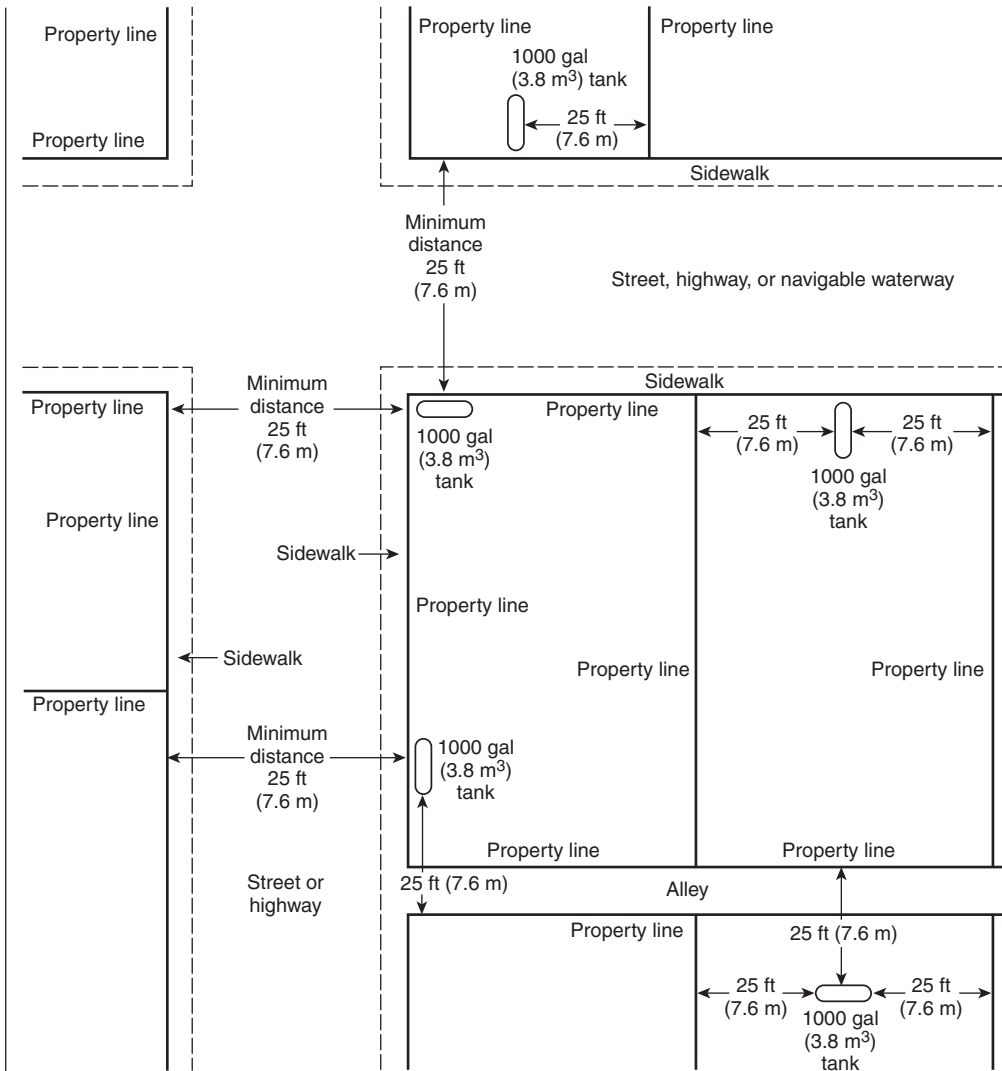 Property line
Property line
Property line
1000 gal
(3.8 m³) tank
25 ft
(7.6 m)
Property line
Sidewalk
Minimum
distance
25 ft
(7.6 m)
Street, highway, or navigable waterway
Sidewalk
Minimum
distance
25 ft
(7.6 m)
Property line
Property line
1000 gal
(3.8 m³)
tank
25 ft
(7.6 m)
25 ft
(7.6 m)
1000 gal
(3.8 m³)
tank
Property line
Sidewalk
Property line
Sidewalk
Property line
Property line
Property line
Minimum
distance
25 ft
(7.6 m)
1000 gal
(3.8 m³)
tank
Property line
Property line
Street or
highway
25 ft (7.6 m)
Alley
Property line
25 ft (7.6 m)
25 ft
(7.6 m)
25 ft
(7.6 m)
1000 gal
(3.8 m³)
tank